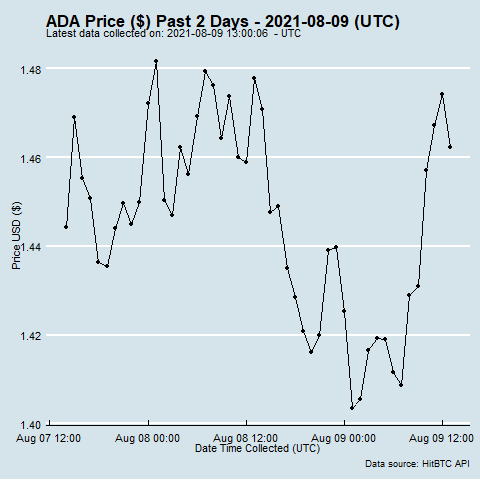 ADA Price ($) Past 2 Days - 2021-08-09 (UTC)
Latest data collected on: 2021-08-09 13:00:06 - UTC
Price USD ($)
1.48
1.46
1.44
1.42
1.40
Aug 07 12:00 Aug 08 00:00 Aug 08 12:00 Aug 09 00:00 Aug 09 12:00
Date Time Collected (UTC)
Data source: HitBTC API